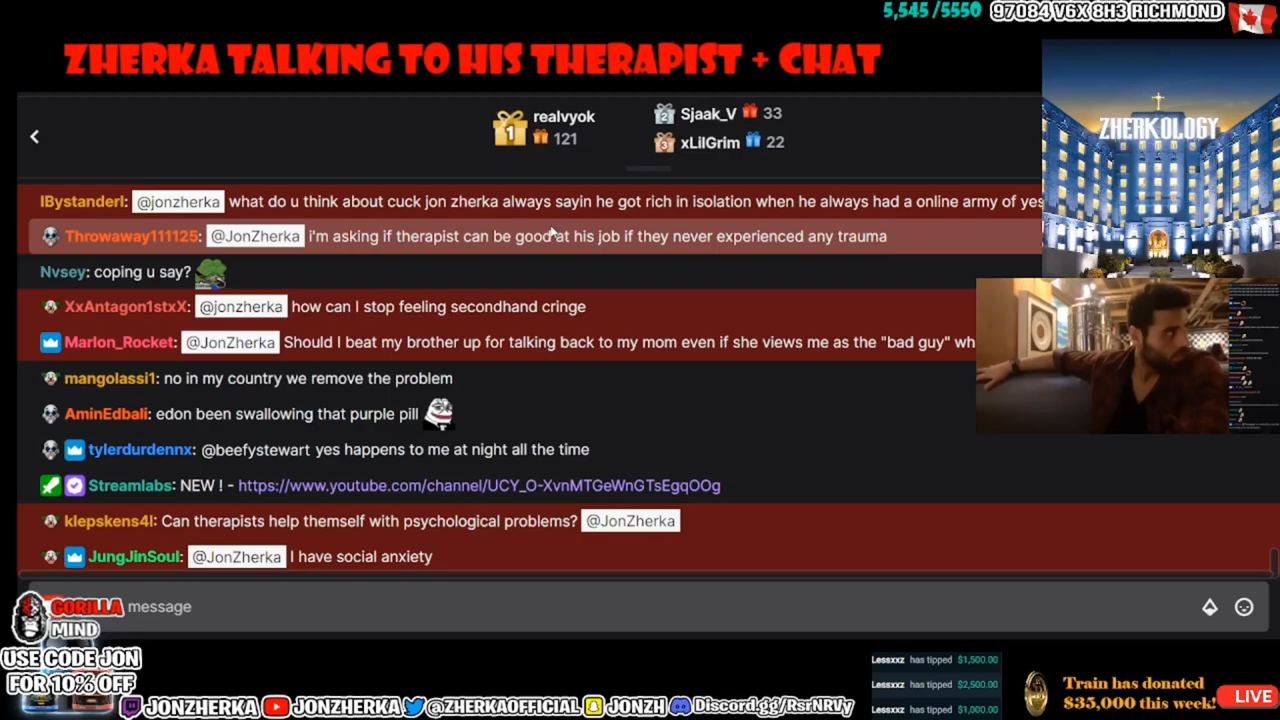 5,545 /5550
97084 V6X 8H3 RICHMOND
ZHERKA TALKING TO HIS THERAPIST + CHAT
ZHERKOLOGY
1 realvyok
121
2 Sjaak_V 33
3 xLilGrim 22
IBystanderI: @jonzherka what do u think about cuck jon zherka always sayin he got rich in isolation when he always had a online army of yes
Throwaway111125: @JonZherka i'm asking if therapist can be good at his job if they never experienced any trauma
Nvsey: coping u say?
XxAntagon1stxX: @jonzherka how can I stop feeling secondhand cringe
Marlon_Rocket: @JonZherka Should I beat my brother up for talking back to my mom even if she views me as the "bad guy" wh
mangolassi1: no in my country we remove the problem
AminEdbali: edon been swallowing that purple pill
tylerdurdennx: @beefystewart yes happens to me at night all the time
Streamlabs: NEW ! - https://www.youtube.com/channel/UCY_O-XvnMTGeWnGTsEgqOOg
klepskens4l: Can therapists help themself with psychological problems? @JonZherka
JungJinSoul: @JonZherka I have social anxiety
message
GORILLA
MIND
USE CODE JON
FOR 10% OFF
JONZHERKA JONZHERKA @ZHERKAOFFICIAL JONZH Discord.gg/RsrNRVy
Lessxxz has tipped $1,500.00
Lessxxz has tipped $2,500.00
Lessxxz has tipped $1,000.00
Train has donated
$35,000 this week!
LIVE